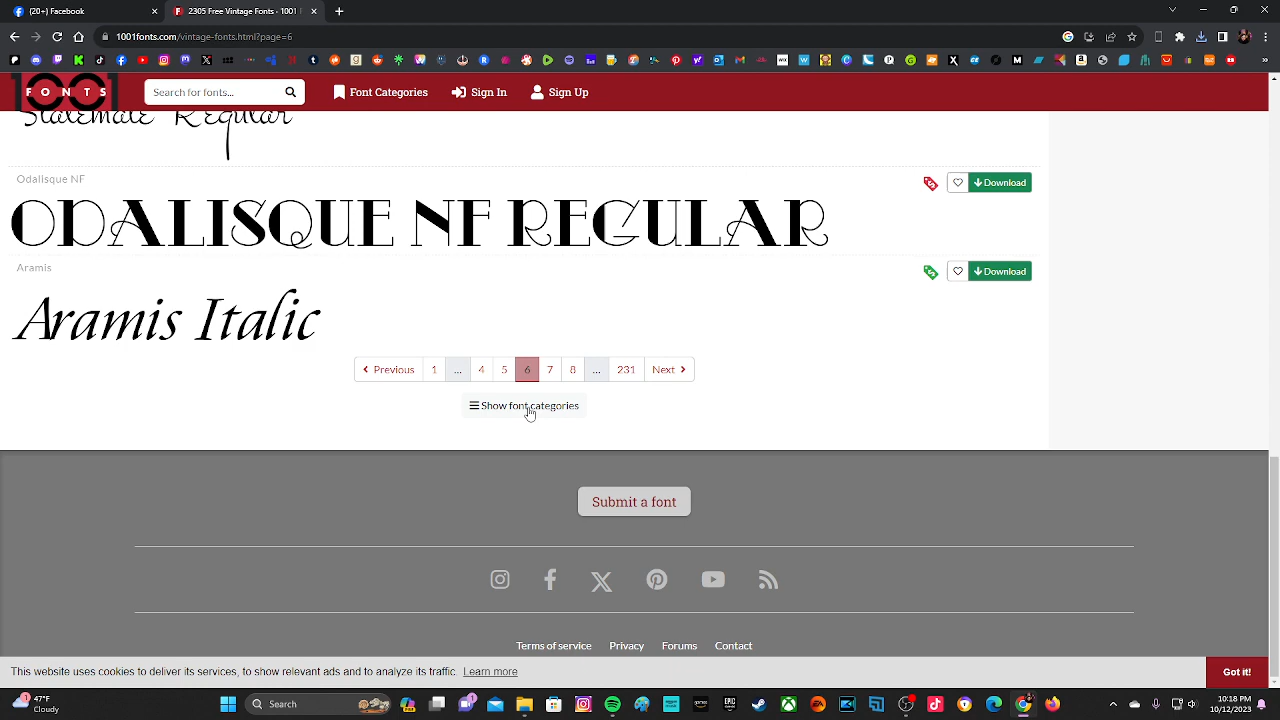 (20+) Facebook
2305 Free Vintage Fonts - 1001 F
1001fonts.com/vintage-fonts.html?page=6
1001
FONTS
Search for fonts...
Font Categories
Sign In
Sign Up
Stalemate Regular
Odalisque NF
Download
ODALISQUE NF REGULAR
Aramis
Download
Aramis Italic
Previous 1 ... 4 5 6 7 8 ... 231 Next
Show font categories
Submit a font
Terms of service Privacy Forums Contact
This website uses cookies to deliver its services, to show relevant ads and to analyze its traffic. Learn more
Got it!
47°F
Cloudy
Search
10:18 PM
10/12/2023